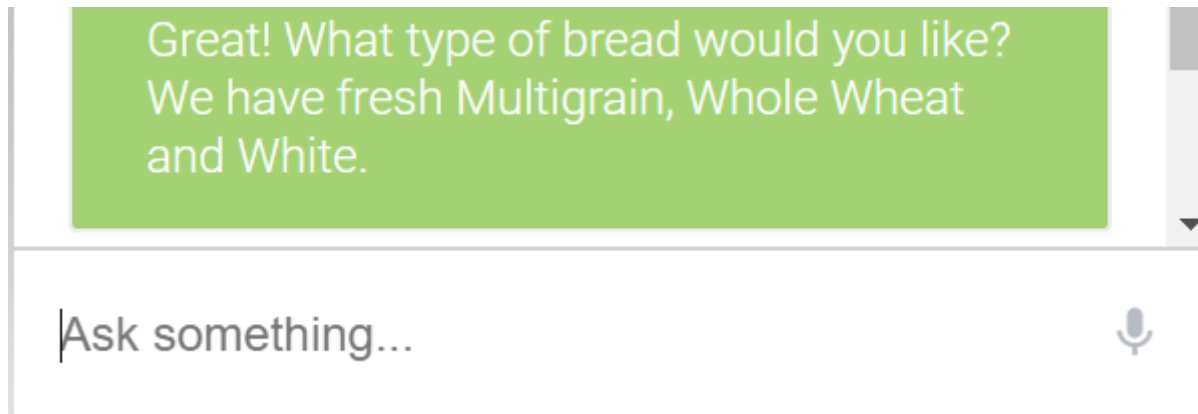 Great! What type of bread would you like?
We have fresh Multigrain, Whole Wheat
and White.
Ask something...